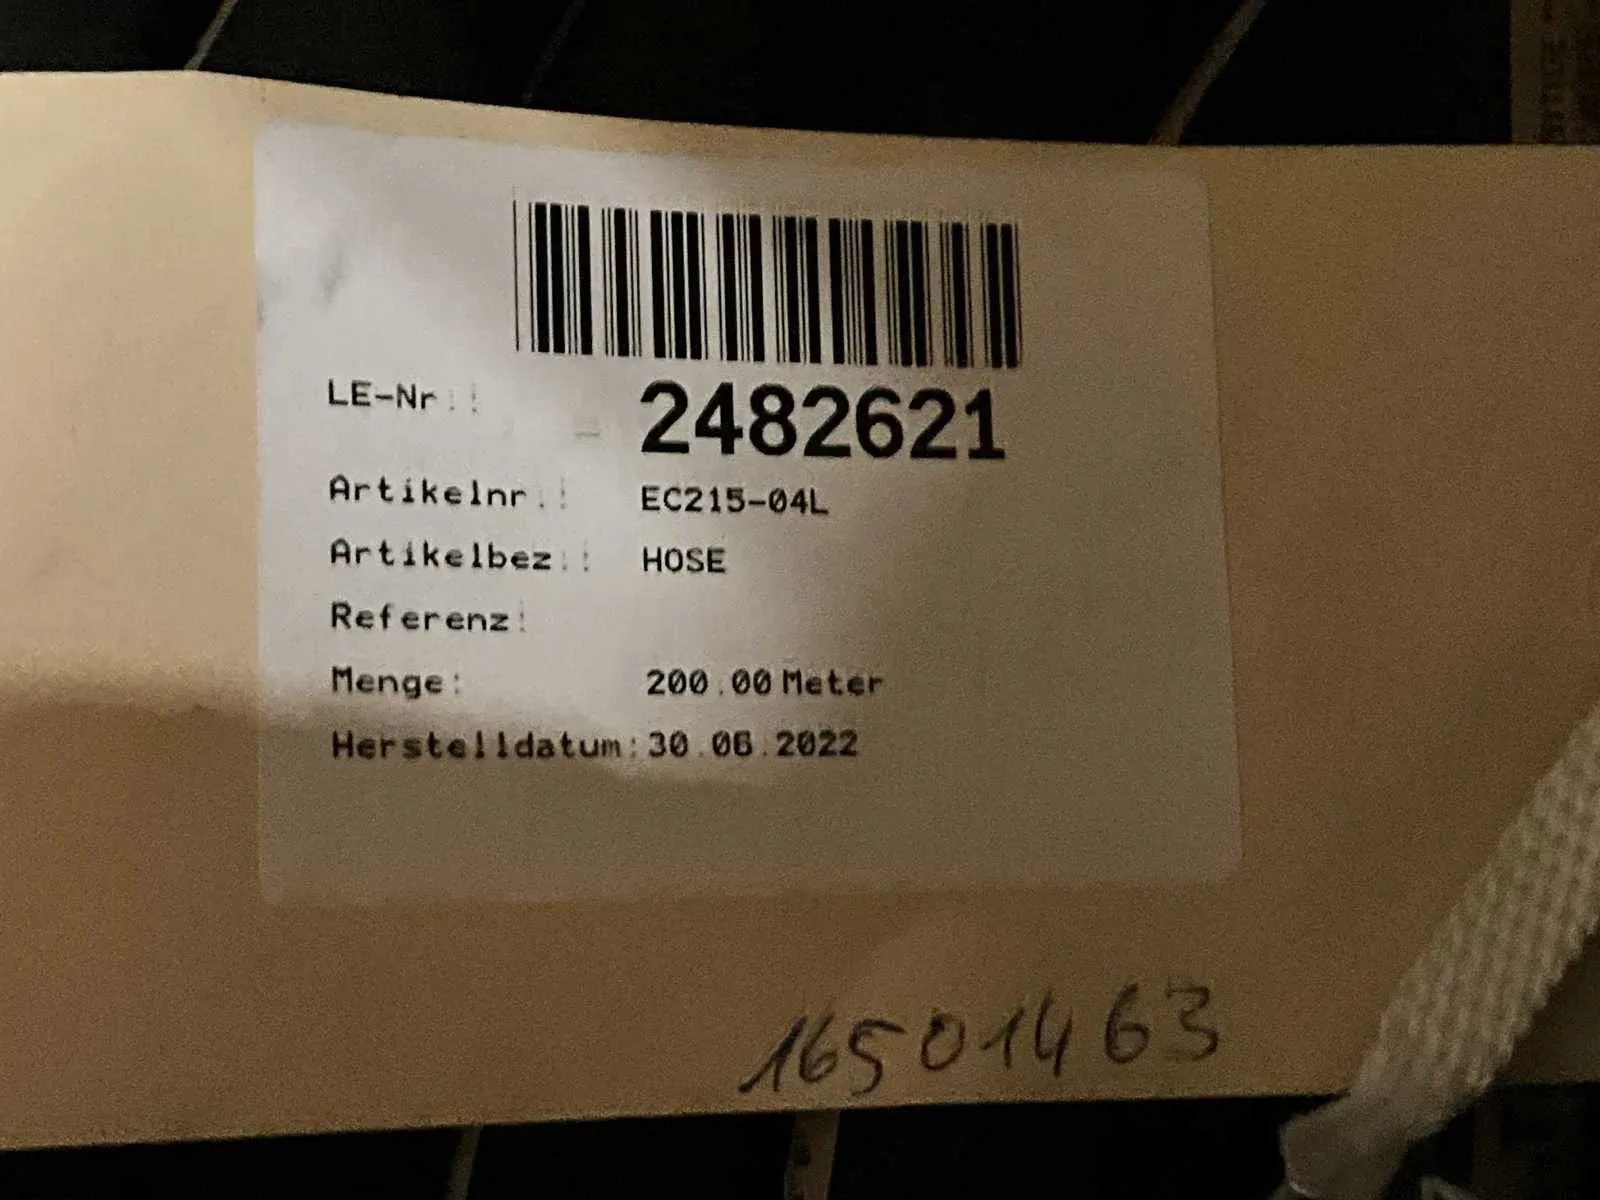 LE-Nr.: 2482621
Artikelnr.: EC215-04L
Artikelbez.: HOSE
Referenz:
Menge: 200.00 Meter
Herstelldatum: 30.06.2022
16501463